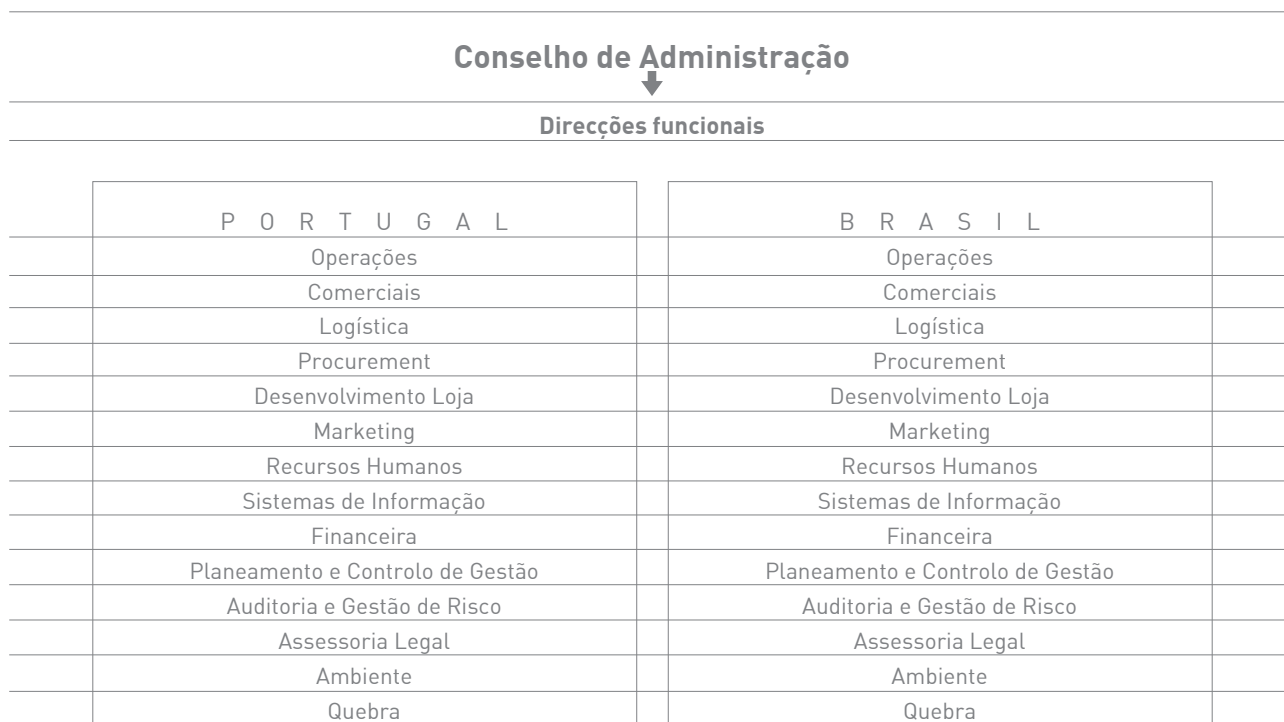 Conselho de Administração
Direcções funcionais
P O R T U G A L
Operações
Comerciais
Logística
Procurement
Desenvolvimento Loja
Marketing
Recursos Humanos
Sistemas de Informação
Financeira
Planeamento e Controlo de Gestão
Auditoria e Gestão de Risco
Assessoria Legal
Ambiente
Quebra
B R A S I L
Operações
Comerciais
Logística
Procurement
Desenvolvimento Loja
Marketing
Recursos Humanos
Sistemas de Informação
Financeira
Planeamento e Controlo de Gestão
Auditoria e Gestão de Risco
Assessoria Legal
Ambiente
Quebra